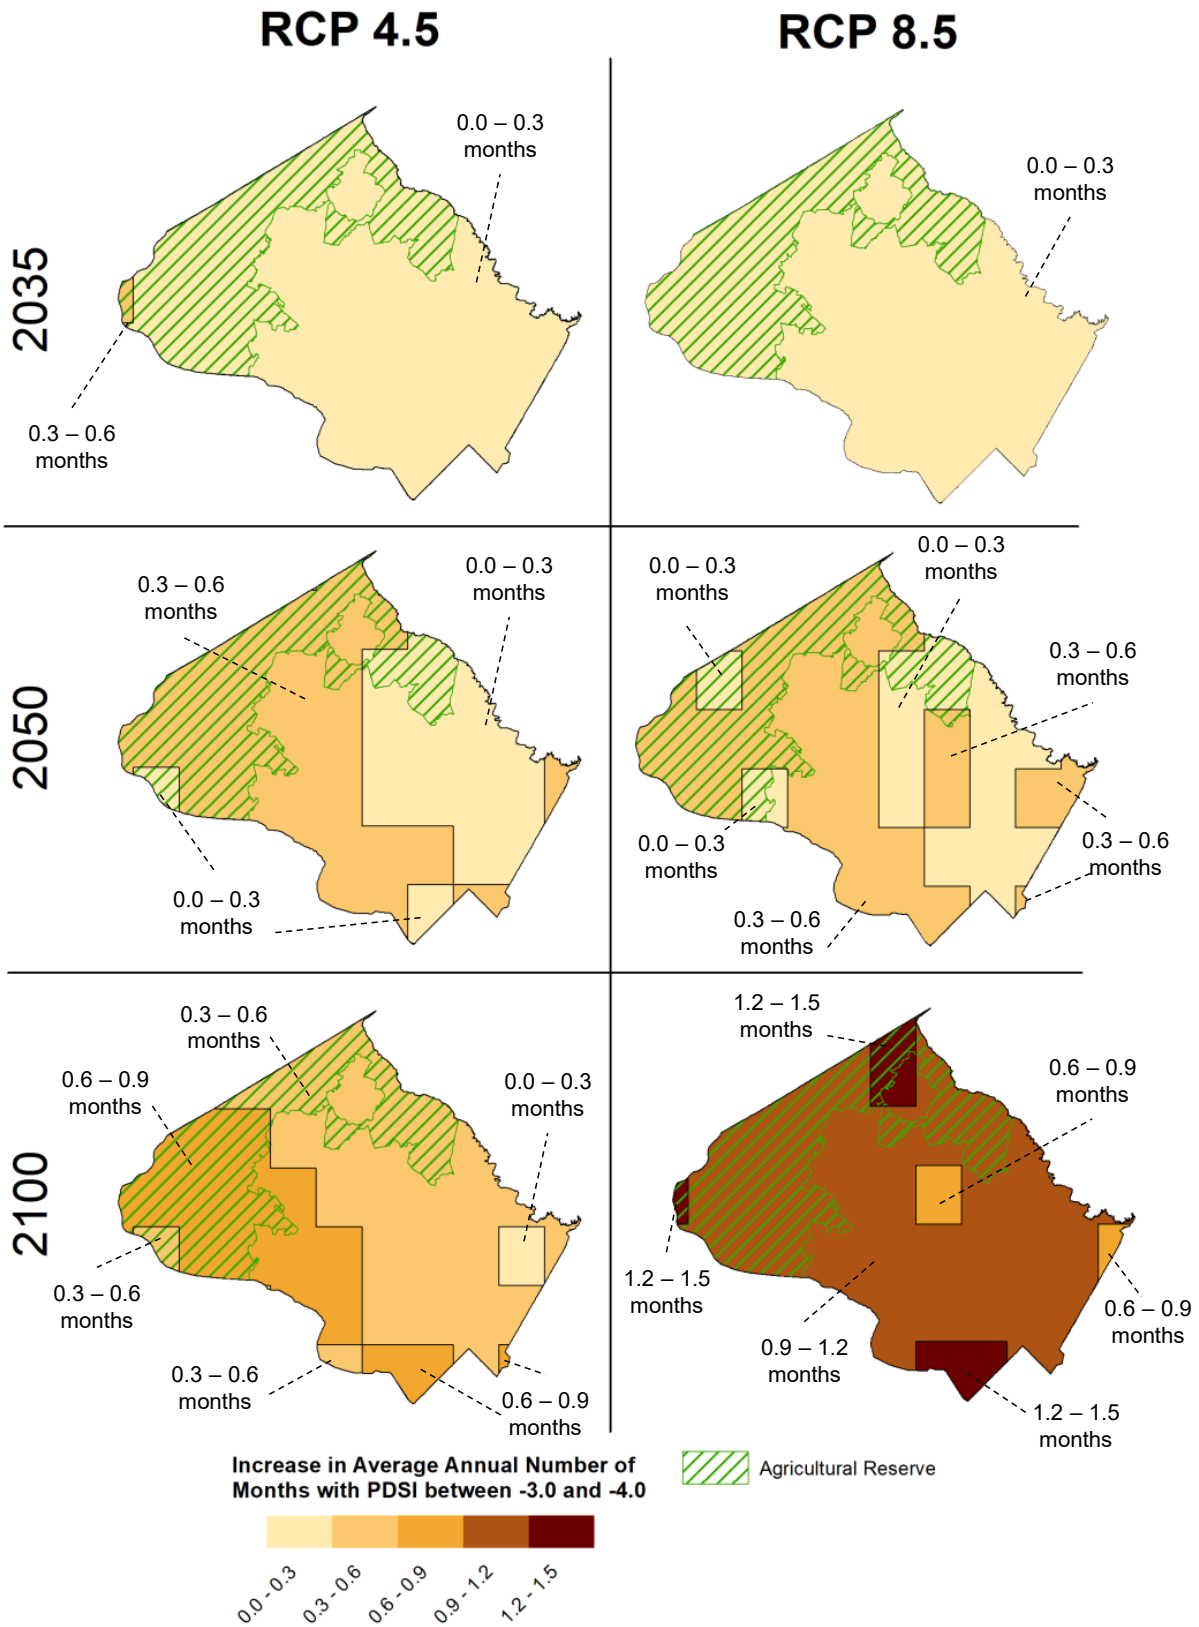 RCP 4.5
RCP 8.5
2035
0.0 – 0.3
months
0.3 – 0.6
months
0.0 – 0.3
months
2050
0.3 – 0.6
months
0.0 – 0.3
months
0.0 – 0.3
months
0.0 – 0.3
months
0.0 – 0.3
months
0.3 – 0.6
months
0.0 – 0.3
months
0.3 – 0.6
months
0.3 – 0.6
months
2100
0.3 – 0.6
months
0.6 – 0.9
months
0.0 – 0.3
months
0.3 – 0.6
months
0.3 – 0.6
months
0.6 – 0.9
months
1.2 – 1.5
months
0.6 – 0.9
months
1.2 – 1.5
months
0.9 – 1.2
months
0.6 – 0.9
months
1.2 – 1.5
months
Increase in Average Annual Number of
Months with PDSI between -3.0 and -4.0
Agricultural Reserve
0.0 - 0.3
0.3 - 0.6
0.6 - 0.9
0.9 - 1.2
1.2 - 1.5